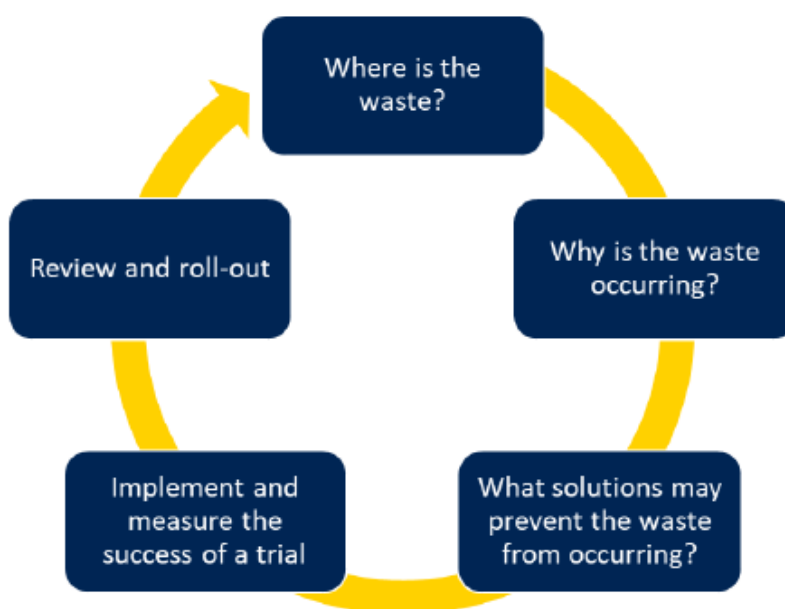 Where is the
waste?
Why is the waste
occurring?
What solutions may
prevent the waste
from occurring?
Implement and
measure the
success of a trial
Review and roll-out